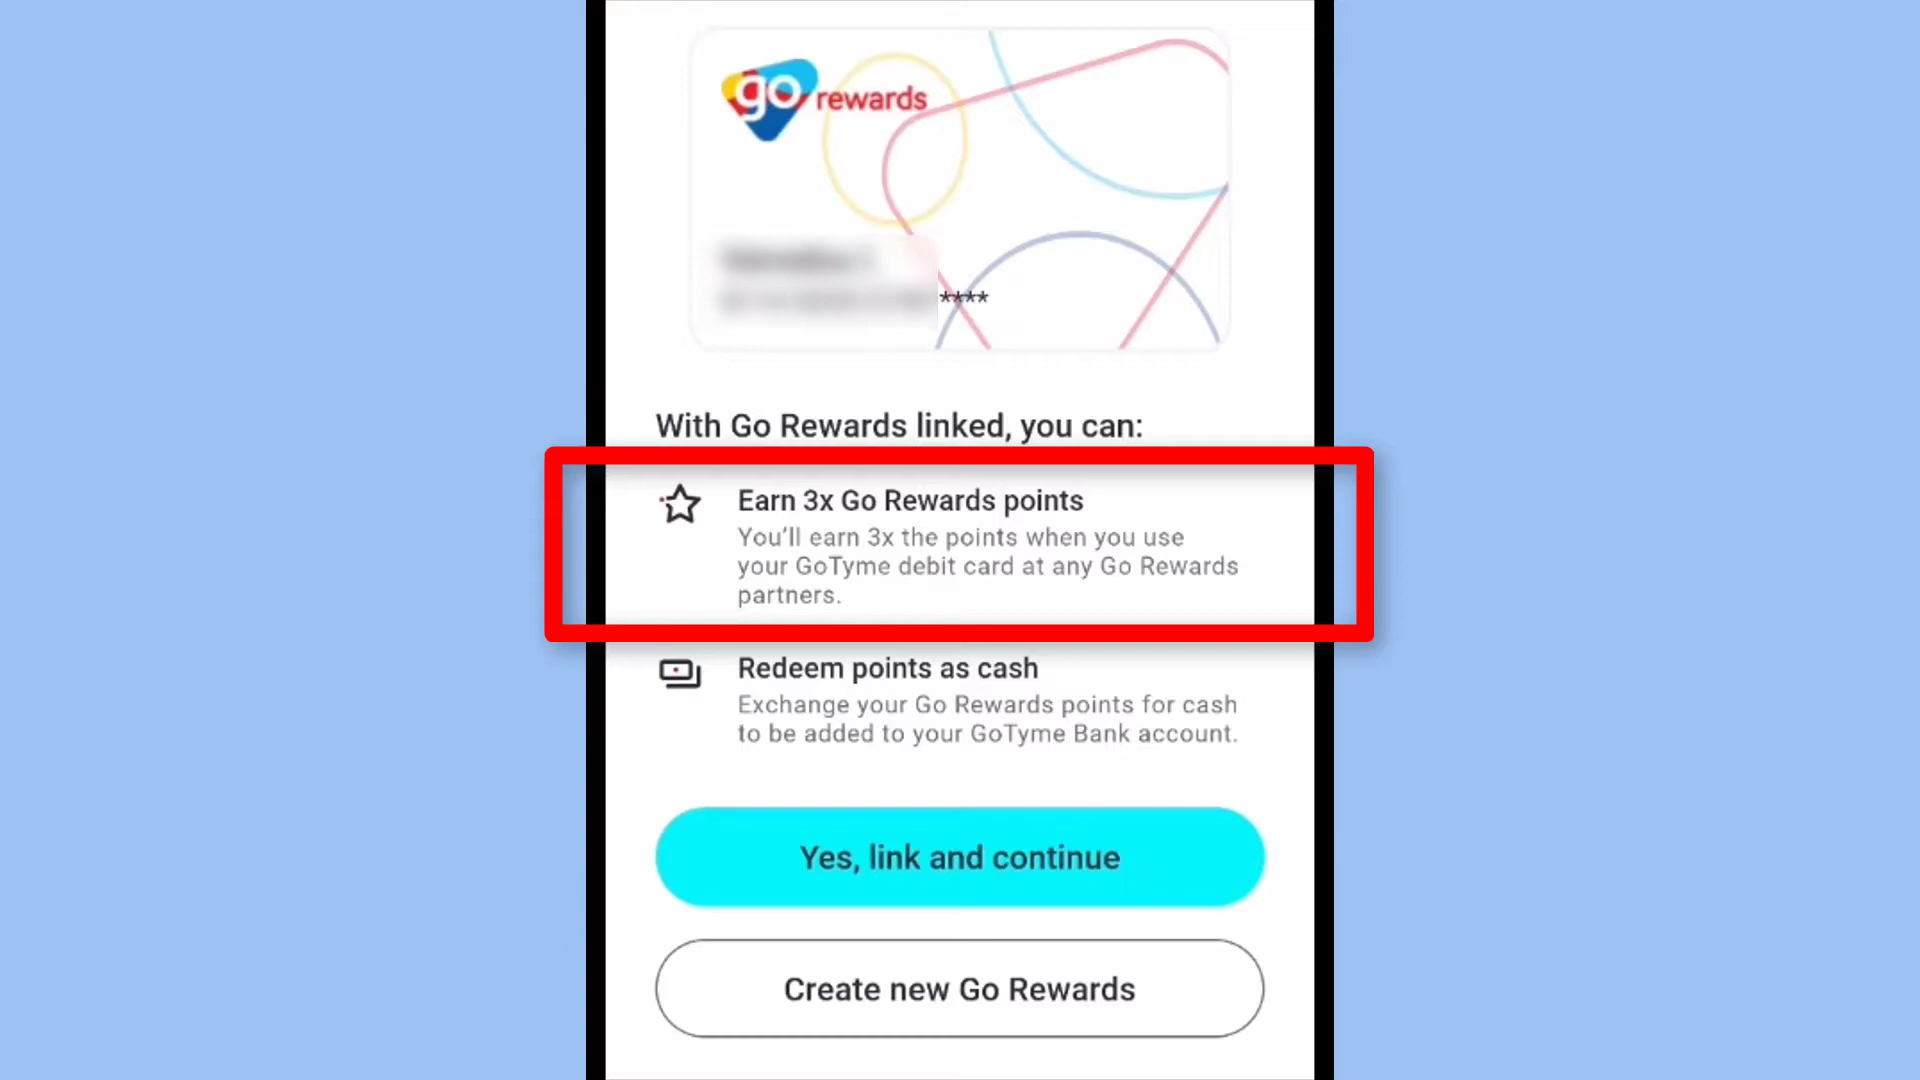 go rewards
****
With Go Rewards linked, you can:
Earn 3x Go Rewards points
You'll earn 3x the points when you use
your GoTyme debit card at any Go Rewards
partners.
Redeem points as cash
Exchange your Go Rewards points for cash
to be added to your GoTyme Bank account.
Yes, link and continue
Create new Go Rewards